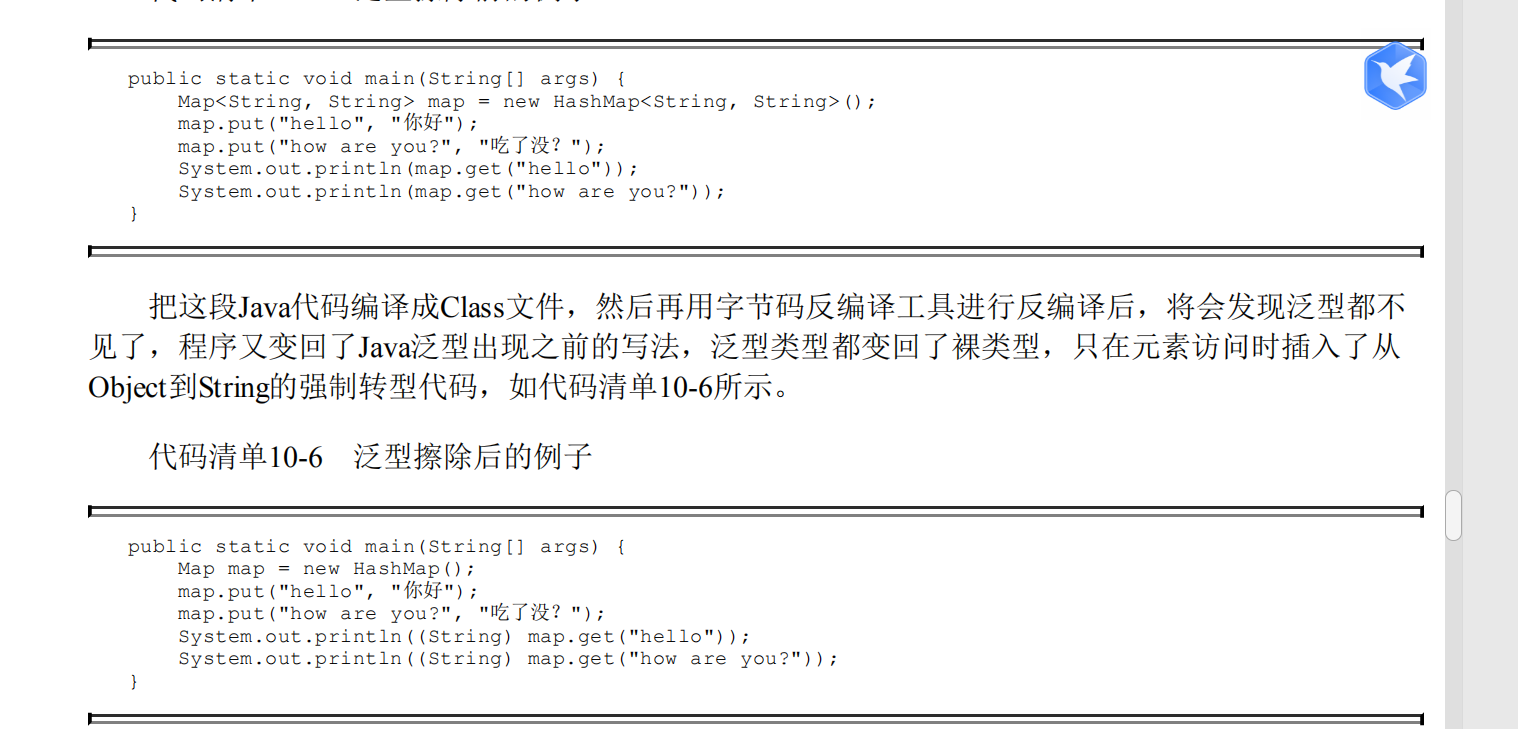 public static void main(String[] args) {
Map<String, String> map = new HashMap<String, String>();
map.put("hello", "你好");
map.put("how are you?", "吃了没？");
System.out.println(map.get("hello"));
System.out.println(map.get("how are you?"));
}
把这段Java代码编译成Class文件，然后再用字节码反编译工具进行反编译后，将会发现泛型都不
见了，程序又变回了Java泛型出现之前的写法，泛型类型都变回了裸类型，只在元素访问时插入了从
Object到String的强制转型代码，如代码清单10-6所示。
代码清单10-6　泛型擦除后的例子
public static void main(String[] args) {
Map map = new HashMap();
map.put("hello", "你好");
map.put("how are you?", "吃了没？");
System.out.println((String) map.get("hello"));
System.out.println((String) map.get("how are you?"));
}